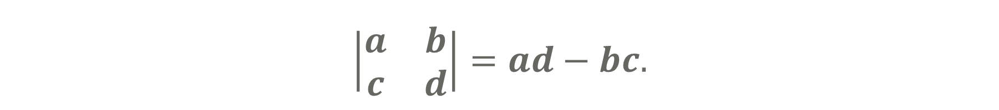 |a b| = ad − bc.
|c d|